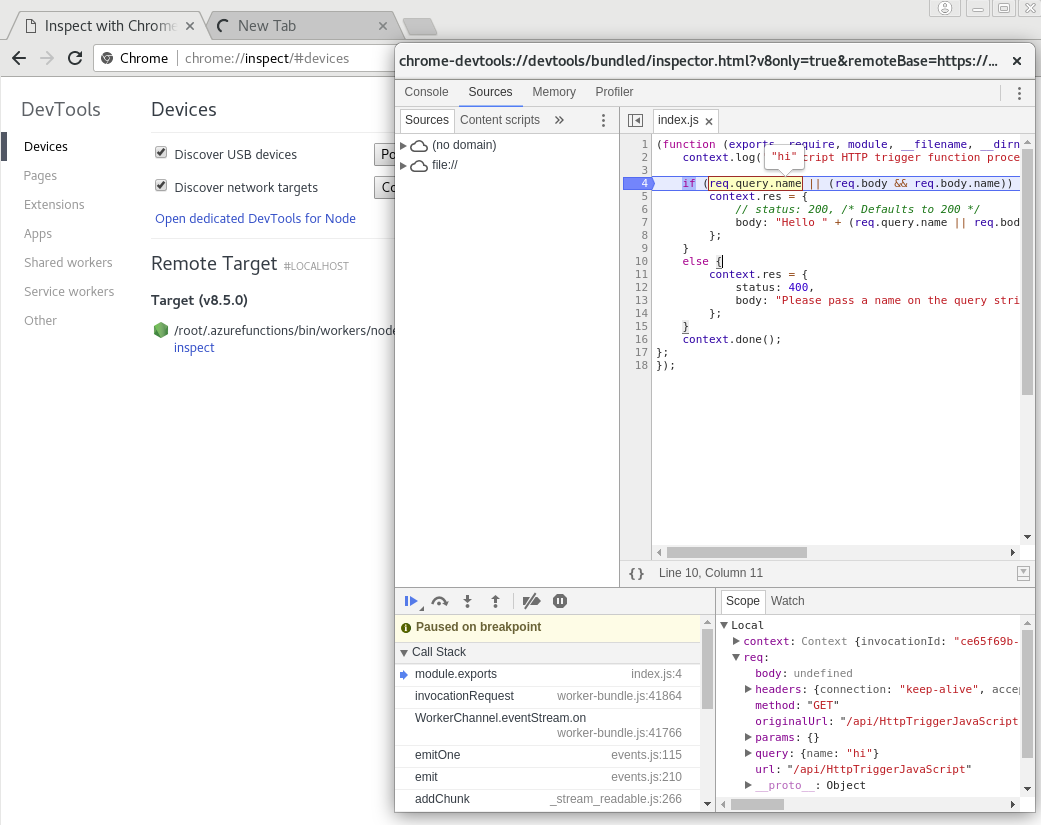 Inspect with Chrome
New Tab
Chrome
chrome://inspect/#devices
DevTools
Devices
Pages
Extensions
Apps
Shared workers
Service workers
Other
Devices
Discover USB devices
Discover network targets
Open dedicated DevTools for Node
Remote Target #LOCALHOST
Target (v8.5.0)
/root/.azurefunctions/bin/workers/node
inspect
chrome-devtools://devtools/bundled/inspector.html?v8only=true&remoteBase=https://...
Console Sources Memory Profiler
Sources Content scripts »
(no domain)
file://
index.js
"hi"
1 (function (exports, require, module, __filename, __dirn
2 context.log( script HTTP trigger function proce
3
4 if (req.query.name || (req.body && req.body.name))
5 context.res = {
6 // status: 200, /* Defaults to 200 */
7 body: "Hello " + (req.query.name || req.bod
8 };
9 }
10 else {
11 context.res = {
12 status: 400,
13 body: "Please pass a name on the query stri
14 };
15 }
16 context.done();
17 };
18 });
{} Line 10, Column 11
Paused on breakpoint
Call Stack
module.exports index.js:4
invocationRequest worker-bundle.js:41864
WorkerChannel.eventStream.on
worker-bundle.js:41766
emitOne events.js:115
emit events.js:210
addChunk _stream_readable.js:266
Scope Watch
Local
context: Context {invocationId: "ce65f69b-
req:
body: undefined
headers: {connection: "keep-alive", accep
method: "GET"
originalUrl: "/api/HttpTriggerJavaScript
params: {}
query: {name: "hi"}
url: "/api/HttpTriggerJavaScript"
__proto__: Object